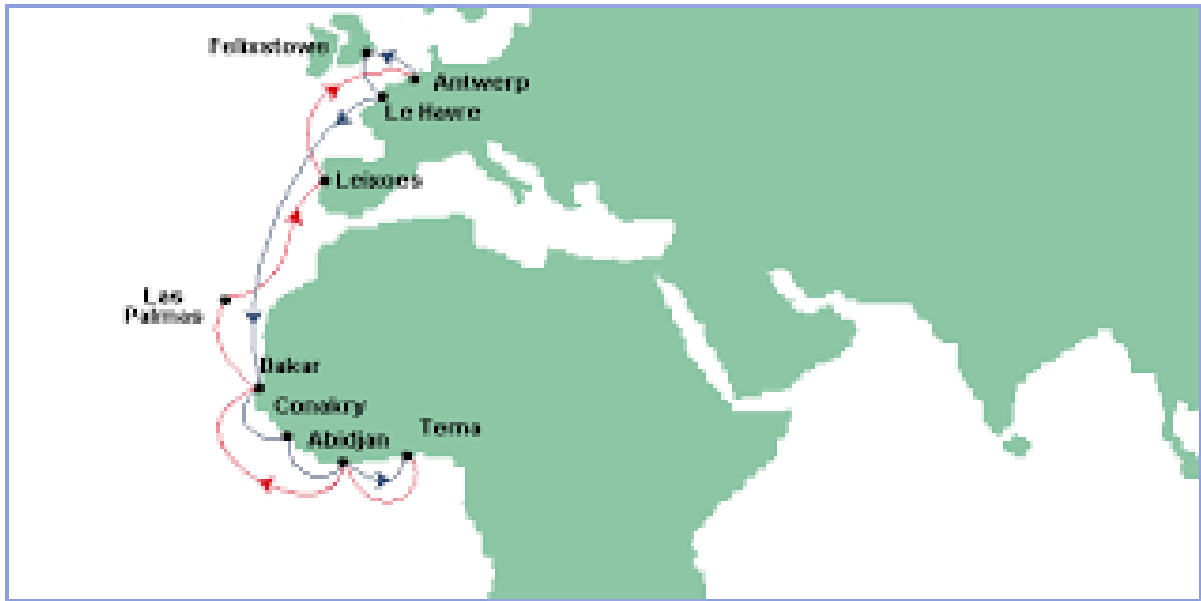 Felixstowe
Antwerp
Le Havre
Leixoes
Las
Palmas
Dakar
Conakry
Abidjan
Tema